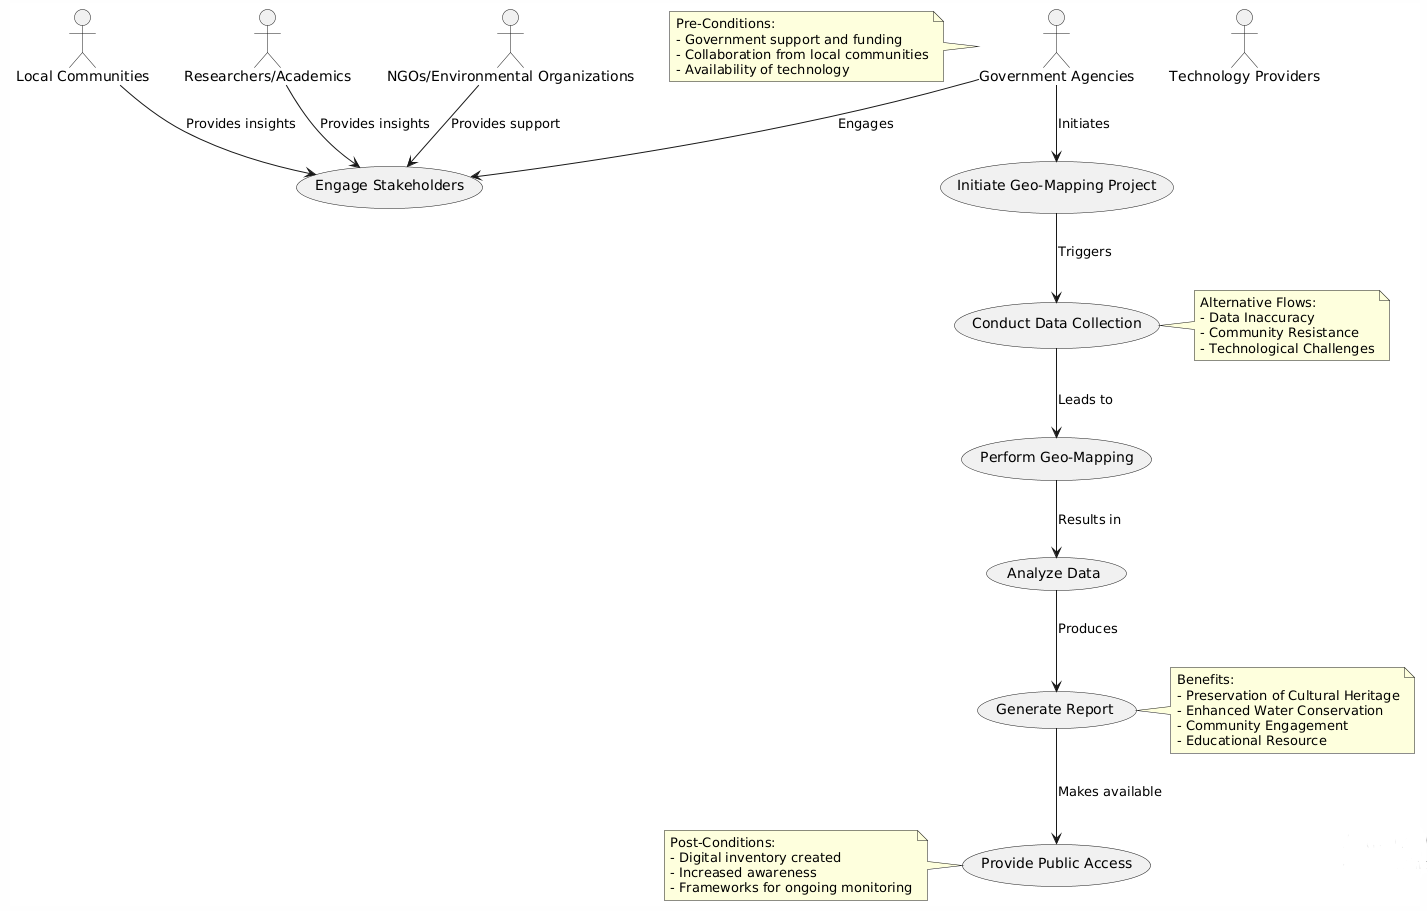 Pre-Conditions:
- Government support and funding
- Collaboration from local communities
- Availability of technology
Local Communities
Researchers/Academics
NGOs/Environmental Organizations
Government Agencies
Technology Providers
Provides insights
Provides insights
Provides support
Engages
Initiates
Engage Stakeholders
Initiate Geo-Mapping Project
Triggers
Alternative Flows:
- Data Inaccuracy
- Community Resistance
- Technological Challenges
Conduct Data Collection
Leads to
Perform Geo-Mapping
Results in
Analyze Data
Produces
Benefits:
- Preservation of Cultural Heritage
- Enhanced Water Conservation
- Community Engagement
- Educational Resource
Generate Report
Makes available
Post-Conditions:
- Digital inventory created
- Increased awareness
- Frameworks for ongoing monitoring
Provide Public Access